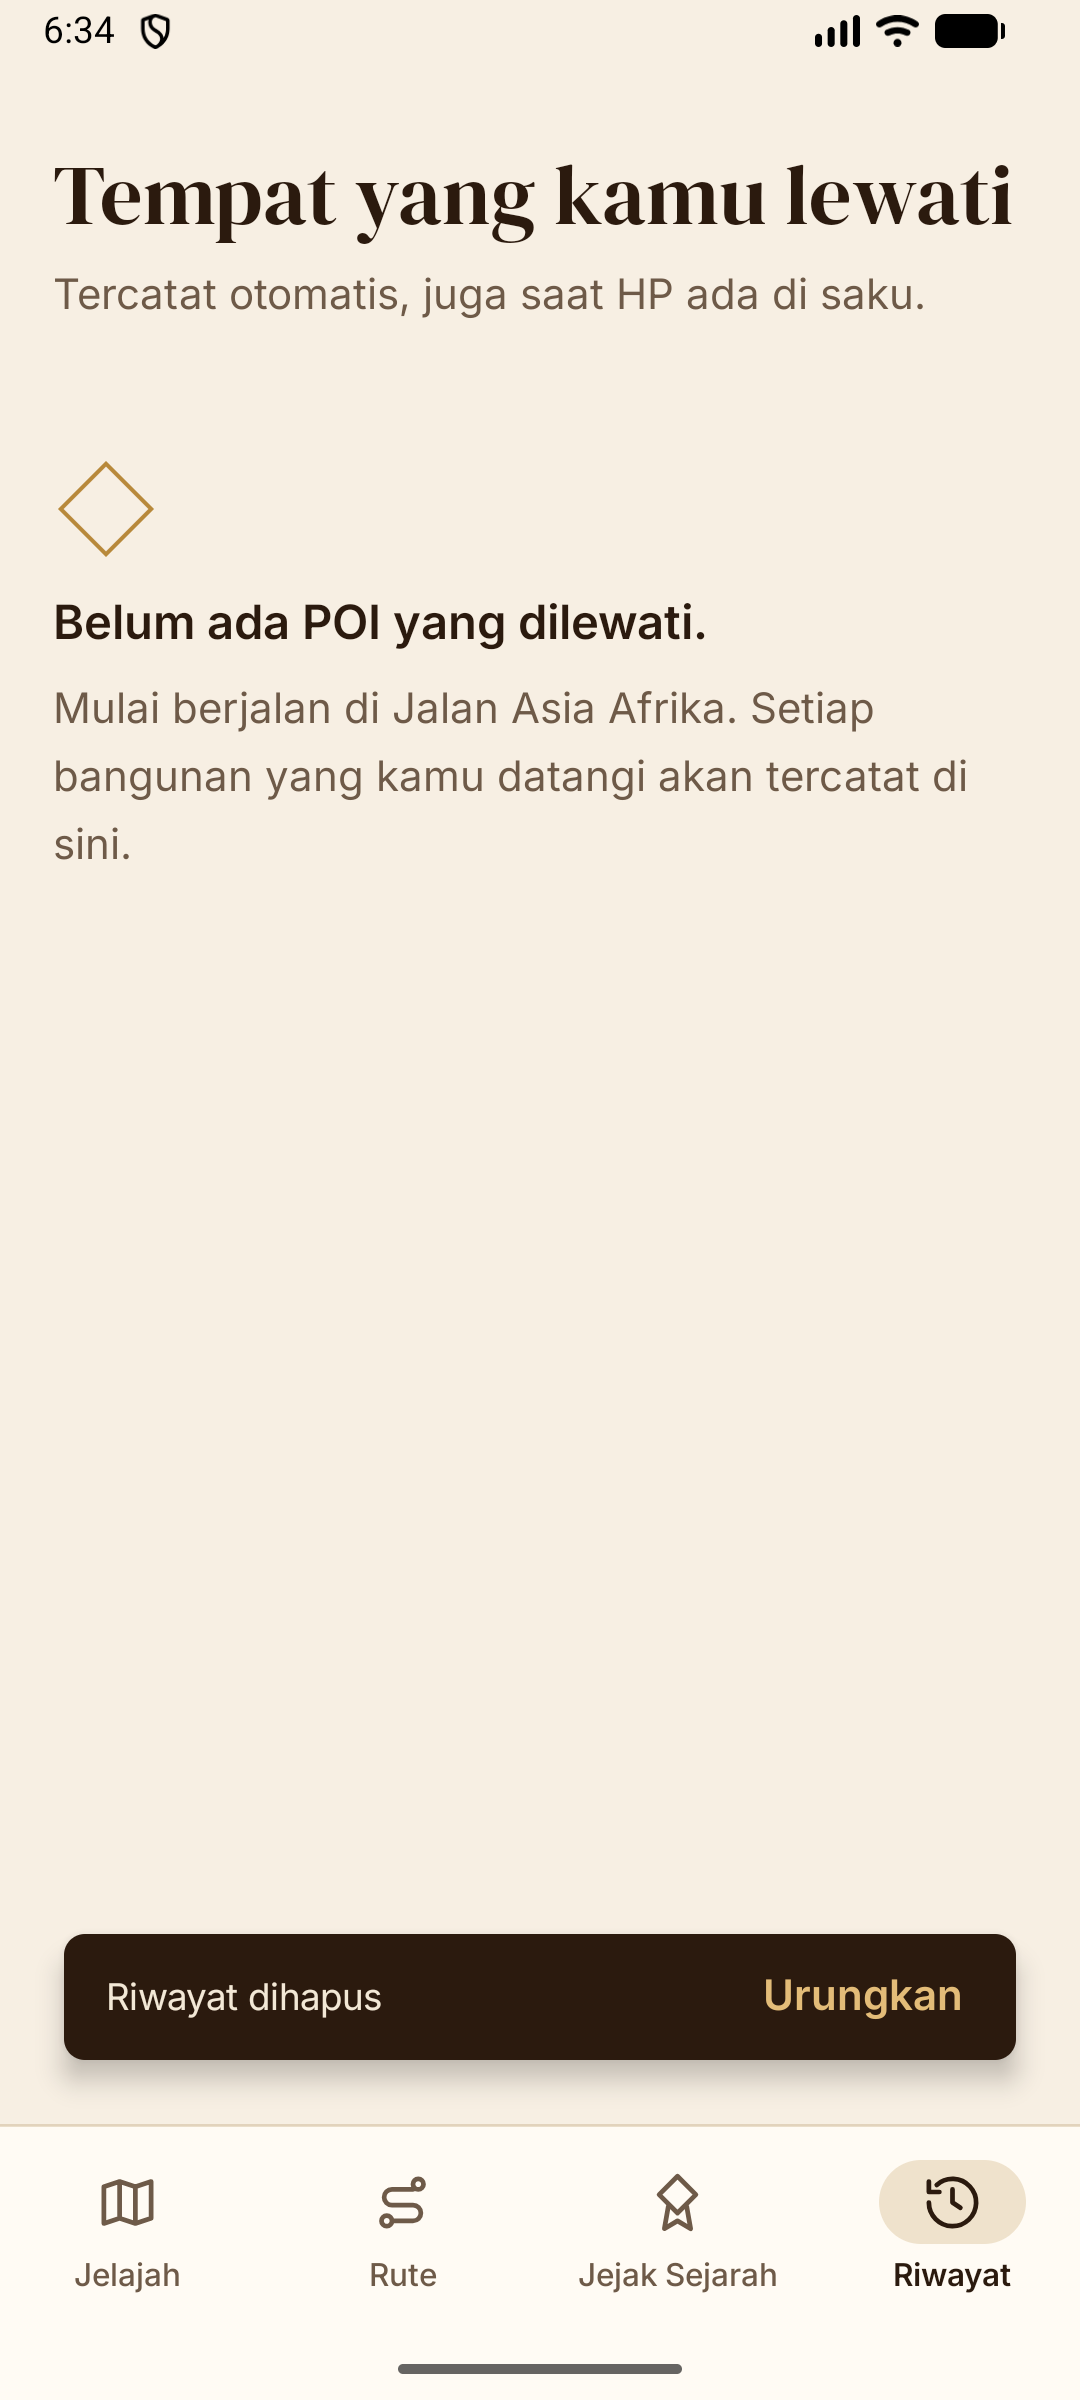 6:34
Tempat yang kamu lewati
Tercatat otomatis, juga saat HP ada di saku.
Belum ada POI yang dilewati.
Mulai berjalan di Jalan Asia Afrika. Setiap
bangunan yang kamu datangi akan tercatat di
sini.
Riwayat dihapus
Urungkan
Jelajah
Rute
Jejak Sejarah
Riwayat